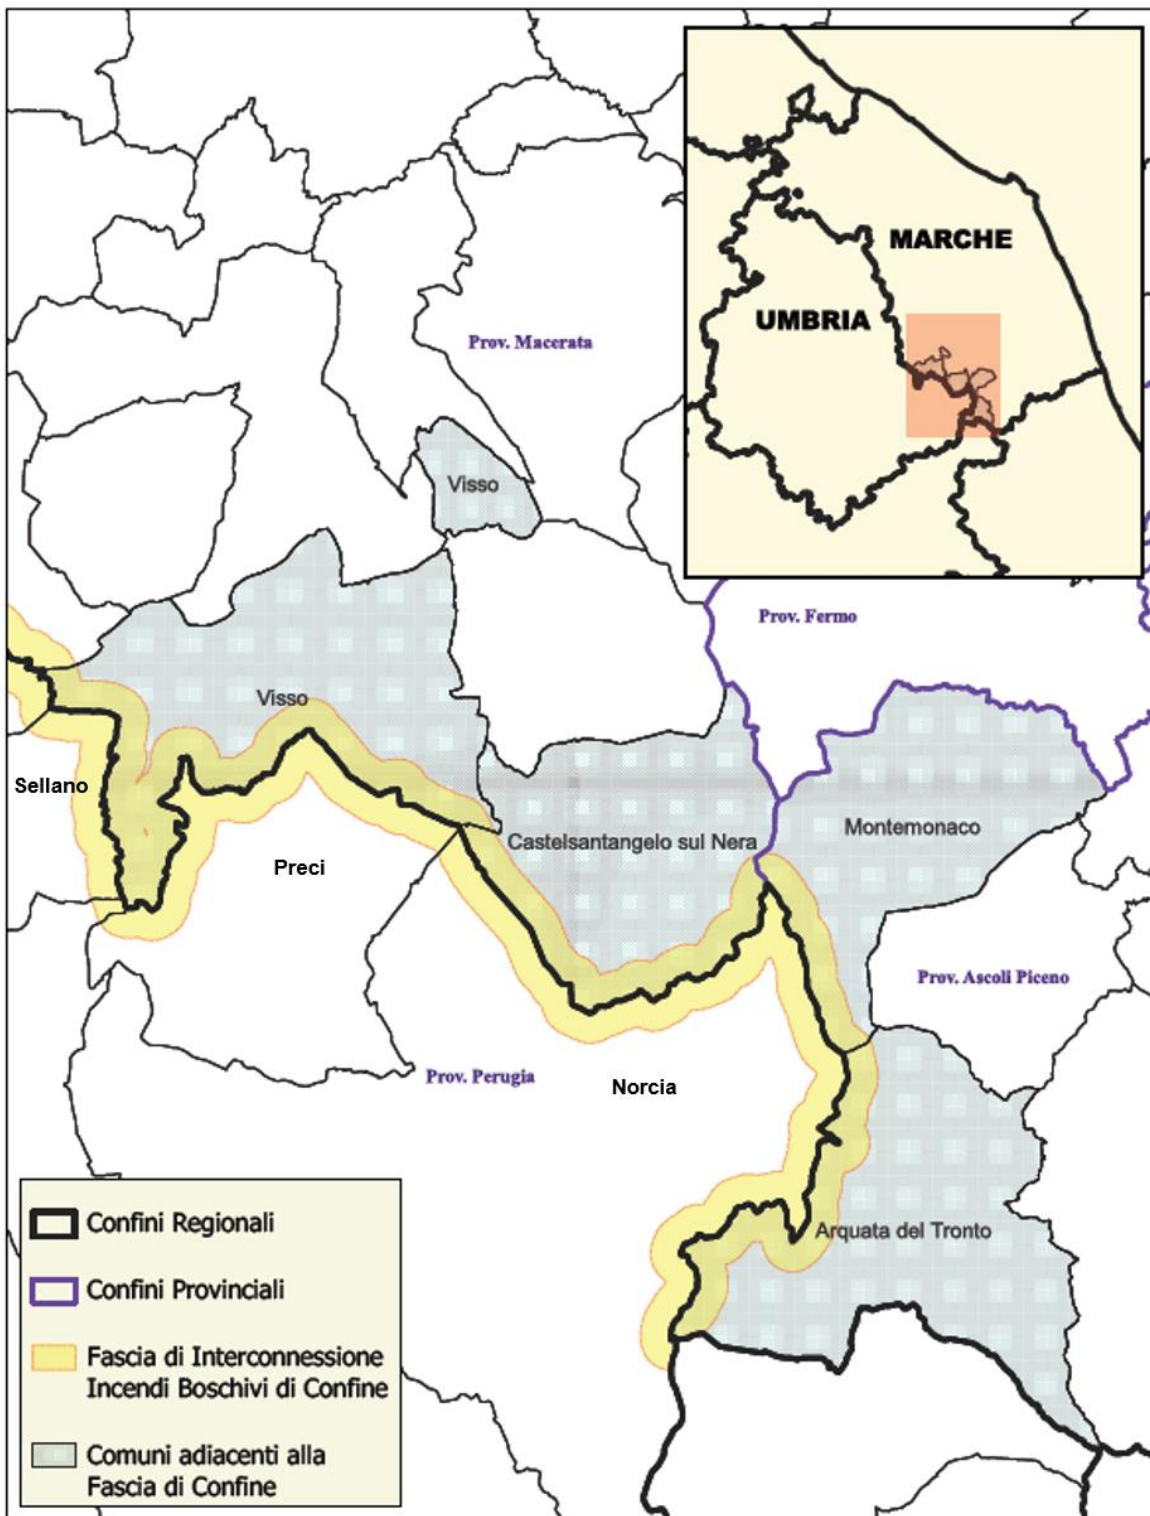 MARCHE
UMBRIA
Prov. Macerata
Visso
Prov. Fermo
Visso
Sellano
Castelsantangelo sul Nera
Montemonaco
Preci
Prov. Ascoli Piceno
Prov. Perugia
Norcia
Arquata del Tronto
Confini Regionali
Confini Provinciali
Fascia di Interconnessione
Incendi Boschivi di Confine
Comuni adiacenti alla
Fascia di Confine